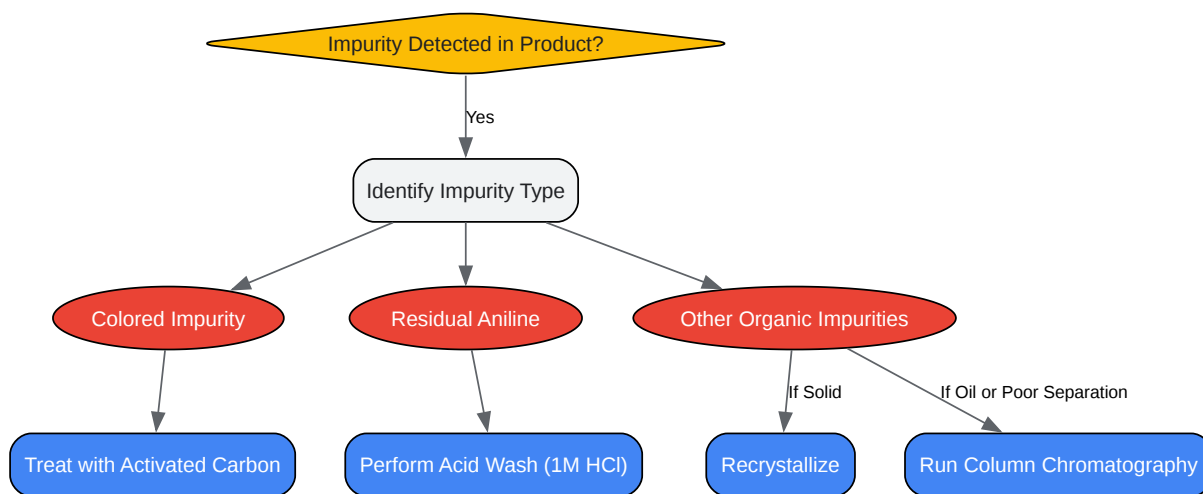 Impurity Detected in Product?
Yes
Identify Impurity Type
Colored Impurity
Residual Aniline
Other Organic Impurities
If Solid
If Oil or Poor Separation
Treat with Activated Carbon
Perform Acid Wash (1M HCl)
Recrystallize
Run Column Chromatography